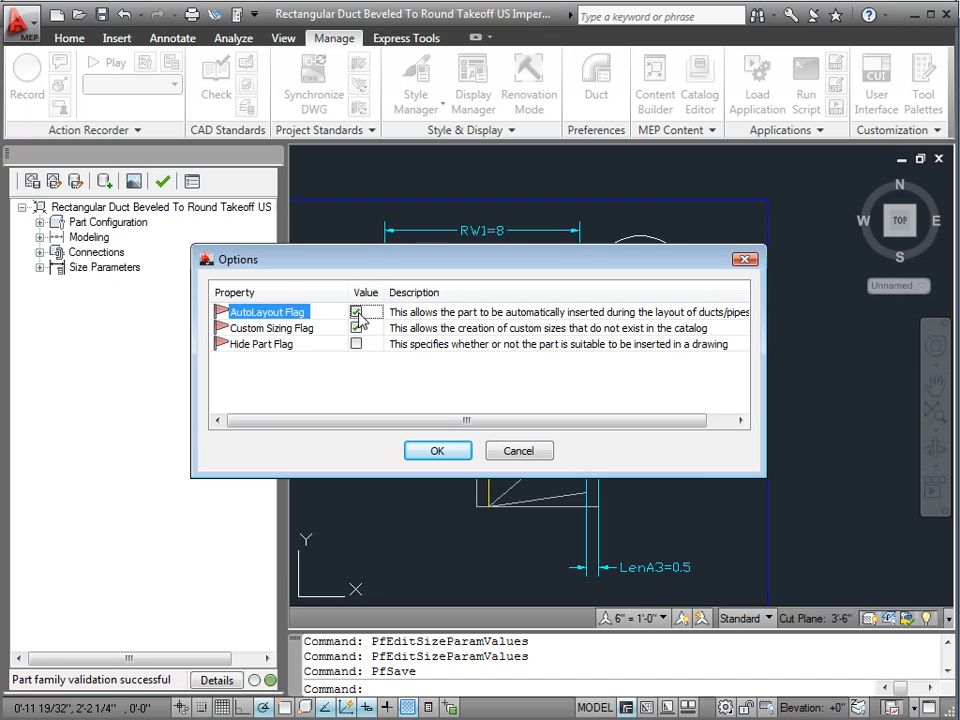 Rectangular Duct Beveled To Round Takeoff US Imper...
Type a keyword or phrase
MEP
Home Insert Annotate Analyze View Manage Express Tools
Record
Play
Check
Synchronize
DWG
Style
Manager
Display
Manager
Renovation
Mode
Duct
Content
Builder
Catalog
Editor
Load
Application
Run
Script
User
Interface
Tool
Palettes
Action Recorder CAD Standards Project Standards Style & Display Preferences MEP Content Applications Customization
Rectangular Duct Beveled To Round Takeoff US
Part Configuration
Modeling
Connections
Size Parameters
RW1=8
N
W TOP E
S
Unnamed
Options
Property Value Description
AutoLayout Flag This allows the part to be automatically inserted during the layout of ducts/pipes
Custom Sizing Flag This allows the creation of custom sizes that do not exist in the catalog
Hide Part Flag This specifies whether or not the part is suitable to be inserted in a drawing
OK Cancel
Y
X
LenA3=0.5
6" = 1'-0" Standard Cut Plane: 3'-6"
Command: PfEditSizeParamValues
Command: PfEditSizeParamValues
Command: PfSave
Command:
Part family validation successful Details
0'-11 19/32", 2'-2 1/4" , 0'-0" MODEL Elevation: +0"